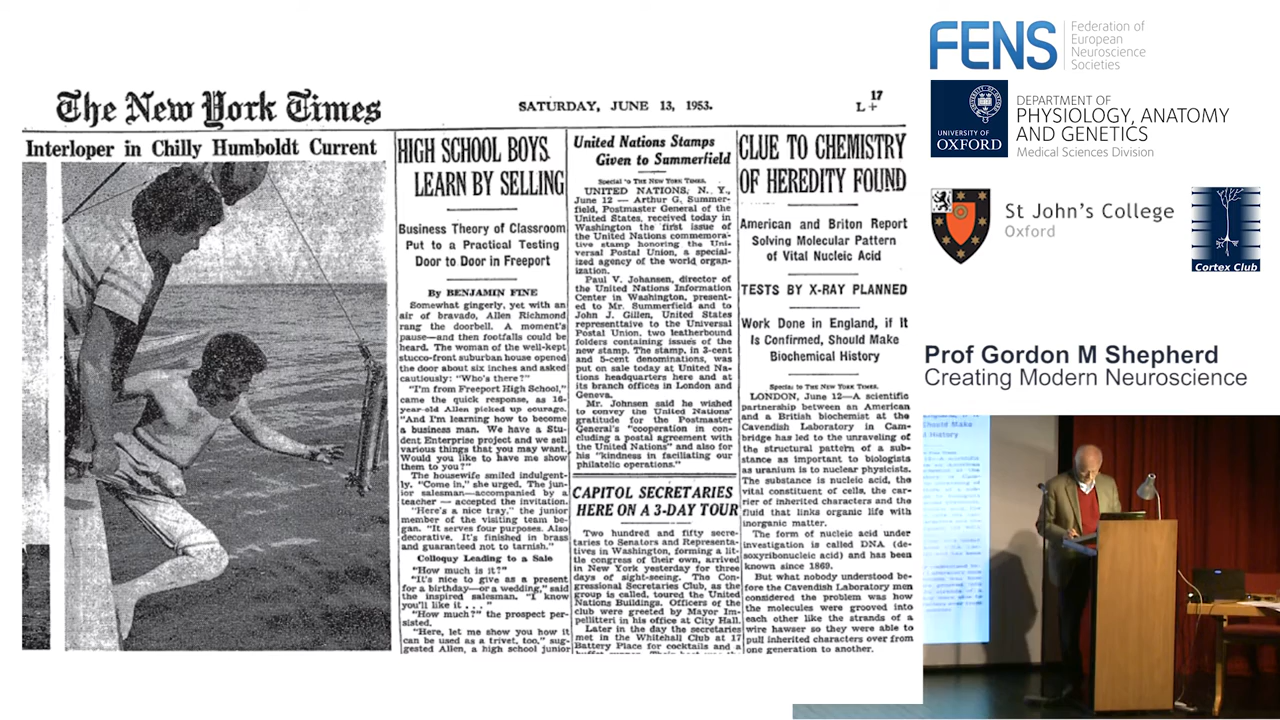 The New York Times
SATURDAY, JUNE 13, 1953.
17
L+
Interloper in Chilly Humboldt Current
HIGH SCHOOL BOYS
LEARN BY SELLING
Business Theory of Classroom
Put to a Practical Testing
Door to Door in Freeport
By BENJAMIN FINE
Somewhat gingerly, yet with an
air of bravado, Allen Richmond
rang the doorbell. A moment's
pause—and then footfalls could be
heard. The woman of the well-kept
stucco-front suburban house opened
the door about six inches and asked
cautiously: "Who's there?"
"I'm from Freeport High School,"
came the quick response, as 16-
year-old Allen picked up courage.
"And I'm learning how to become
a business man. We have a Stu-
dent Enterprise project and we sell
various things that you may want.
Would you like to have me show
them to you?"
The housewife smiled indulgent-
ly. "Come in," she urged. The jun-
ior salesman—accompanied by a
teacher — accepted the invitation.
"Here's a nice tray," the junior
member of the visiting team be-
gan. "It serves four purposes. Also
decorative. It's finished in brass
and guaranteed not to tarnish."
Colloquy Leading to a Sale
"How much is it?"
"It's nice to give as a present
for a birthday—or a wedding," said
the inspired salesman. "I know
you'll like it . . ."
"How much?" the prospect per-
sisted.
"Here, let me show you how it
can be used as a trivet, too," sug-
gested Allen, a high school junior
United Nations Stamps
Given to Summerfield
Special to THE NEW YORK TIMES.
UNITED NATIONS, N. Y.,
June 12 — Arthur G. Summer-
field, Postmaster General of the
United States, received today in
Washington the first issue of
the United Nations commemora-
tive stamp honoring the Uni-
versal Postal Union, a special-
ized agency of the world organ-
ization.
Paul V. Johansen, director of
the United Nations Information
Center in Washington, present-
ed to Mr. Summerfield and to
John J. Gillen, United States
representtaive to the Universal
Postal Union, two leatherbound
folders containing issues of the
new stamp. The stamp, in 3-cent
and 5-cent denominations, was
put on sale today at United Na-
tions headquarters here and at
its branch offices in London and
Geneva.
Mr. Johnsen said he wished
to convey the United Nations'
gratitude for the Postmaster
General's "cooperation in con-
cluding a postal agreement with
the United Nations" and also for
his "kindness in facilitating our
philatelic operations."
CAPITOL SECRETARIES
HERE ON A 3-DAY TOUR
Two hundred and fifty secre-
taries to Senators and Representa-
tives in Washington, forming a lit-
tle congress of their own, arrived
in New York yesterday for three
days of sight-seeing. The Con-
gressional Secretaries Club, as the
group is called, toured the United
Nations Buildings. Officers of the
club were greeted by Mayor Im-
pellitteri in his office at City Hall.
Later in the day the secretaries
met in the Whitehall Club at 17
Battery Place for cocktails and a
CLUE TO CHEMISTRY
OF HEREDITY FOUND
American and Briton Report
Solving Molecular Pattern
of Vital Nucleic Acid
TESTS BY X-RAY PLANNED
Work Done in England, if It
Is Confirmed, Should Make
Biochemical History
Special to THE NEW YORK TIMES.
LONDON, June 12—A scientific
partnership between an American
and a British biochemist at the
Cavendish Laboratory in Cam-
bridge has led to the unraveling of
the structural pattern of a sub-
stance as important to biologists
as uranium is to nuclear physicists.
The substance is nucleic acid, the
vital constituent of cells, the car-
rier of inherited characters and the
fluid that links organic life with
inorganic matter.
The form of nucleic acid under
investigation is called DNA (de-
soxyribonucleic acid) and has been
known since 1869.
But what nobody understood be-
fore the Cavendish Laboratory men
considered the problem was how
the molecules were grooved into
each other like the strands of a
wire hawser so they were able to
pull inherited characters over from
one generation to another.
FENS
Federation of
European
Neuroscience
Societies
UNIVERSITY OF
OXFORD
DEPARTMENT OF
PHYSIOLOGY, ANATOMY
AND GENETICS
Medical Sciences Division
St John's College
Oxford
Cortex Club
Prof Gordon M Shepherd
Creating Modern Neuroscience